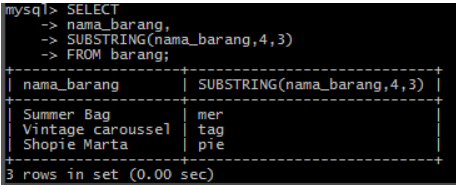 mysql> SELECT
    -> nama_barang,
    -> SUBSTRING(nama_barang,4,3)
    -> FROM barang;
+-------------------+----------------------------+
| nama_barang       | SUBSTRING(nama_barang,4,3) |
+-------------------+----------------------------+
| Summer Bag        | mer                        |
| Vintage caroussel | tag                        |
| Shopie Marta      | pie                        |
+-------------------+----------------------------+
3 rows in set (0.00 sec)